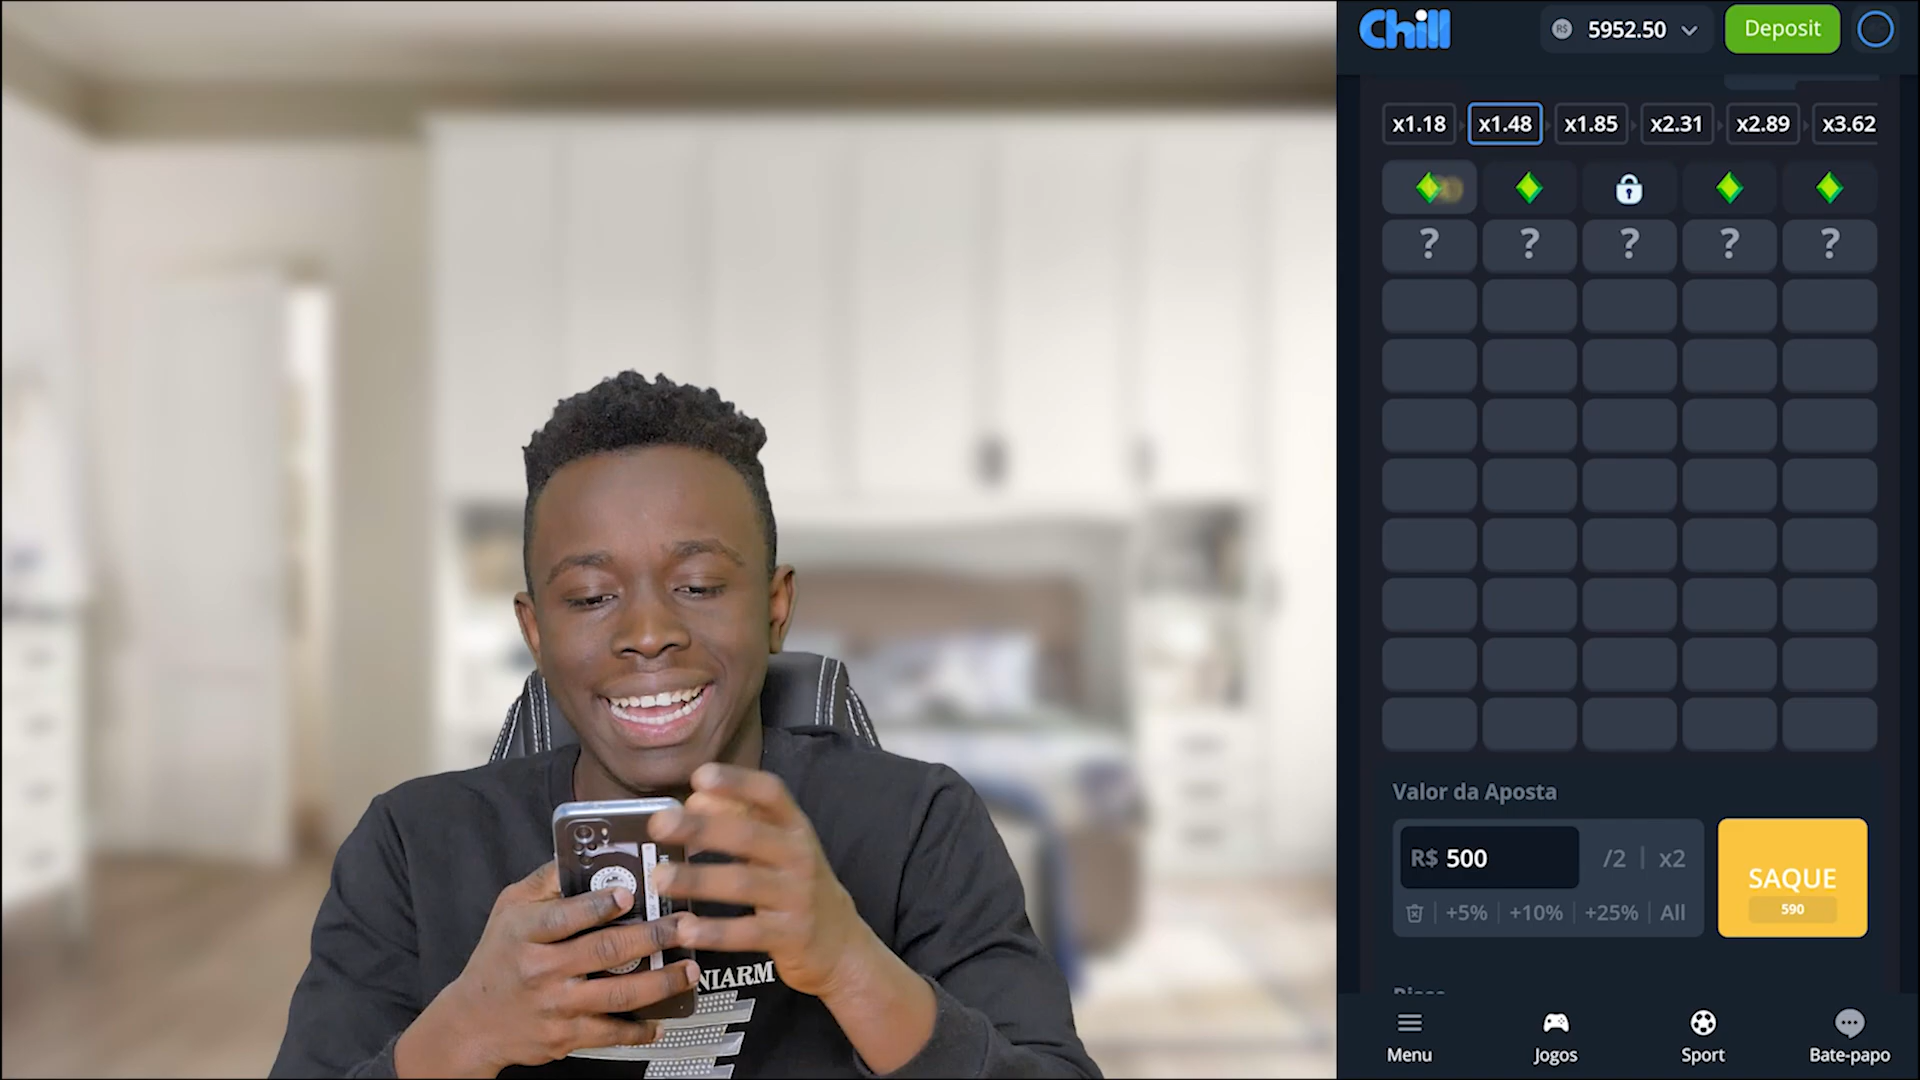 Chill
R$ 5952.50
Deposit
x1.18 x1.48 x1.85 x2.31 x2.89 x3.62
? ? ? ? ?
Valor da Aposta
R$ 500 /2 | x2
+5% | +10% | +25% | All
SAQUE
590
NIARM
Menu Jogos Sport Bate-papo